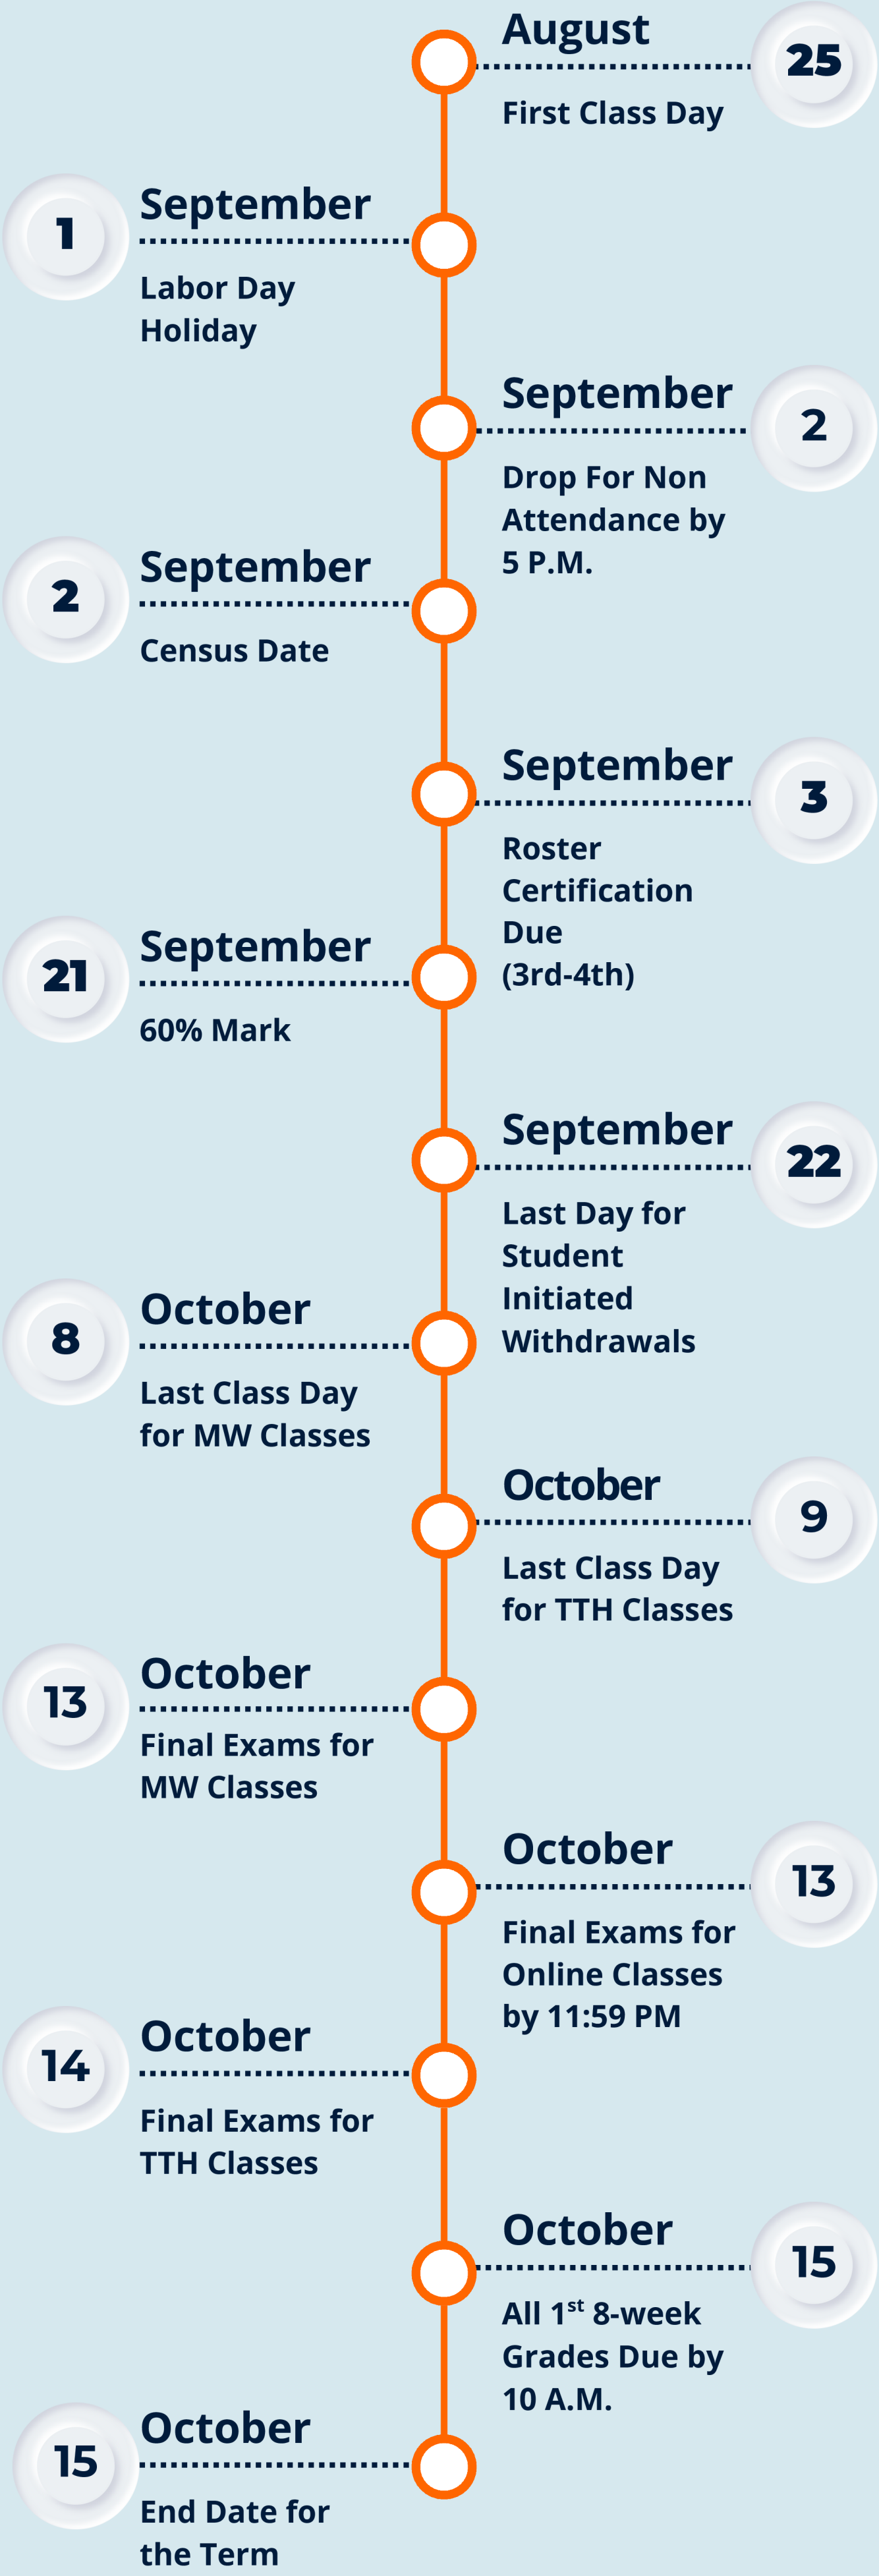 August
25
First Class Day
September
1
Labor Day
Holiday
September
2
Drop For Non
Attendance by
5 P.M.
September
2
Census Date
September
3
Roster
Certification
Due
(3rd-4th)
September
21
60% Mark
September
22
Last Day for
Student
Initiated
Withdrawals
October
8
Last Class Day
for MW Classes
October
9
Last Class Day
for TTH Classes
October
13
Final Exams for
MW Classes
October
13
Final Exams for
Online Classes
by 11:59 PM
October
14
Final Exams for
TTH Classes
October
15
All 1st 8-week
Grades Due by
10 A.M.
October
15
End Date for
the Term